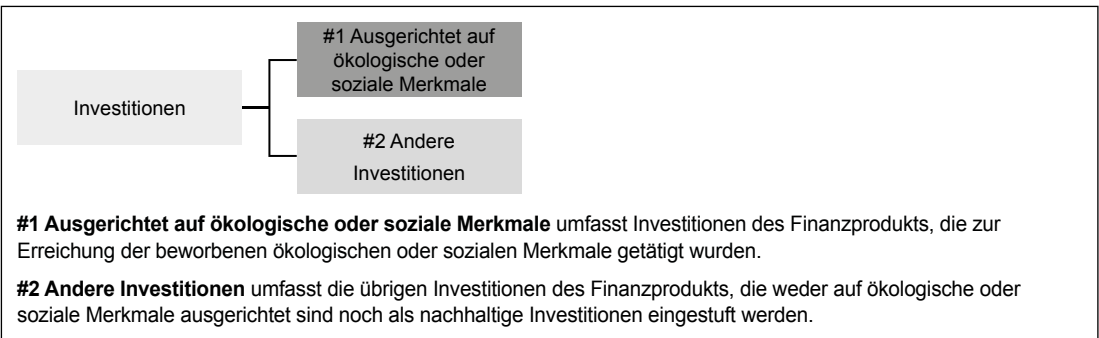 #1 Ausgerichtet auf
ökologische oder
soziale Merkmale
Investitionen
#2 Andere
Investitionen
#1 Ausgerichtet auf ökologische oder soziale Merkmale umfasst Investitionen des Finanzprodukts, die zur
Erreichung der beworbenen ökologischen oder sozialen Merkmale getätigt wurden.
#2 Andere Investitionen umfasst die übrigen Investitionen des Finanzprodukts, die weder auf ökologische oder
soziale Merkmale ausgerichtet sind noch als nachhaltige Investitionen eingestuft werden.